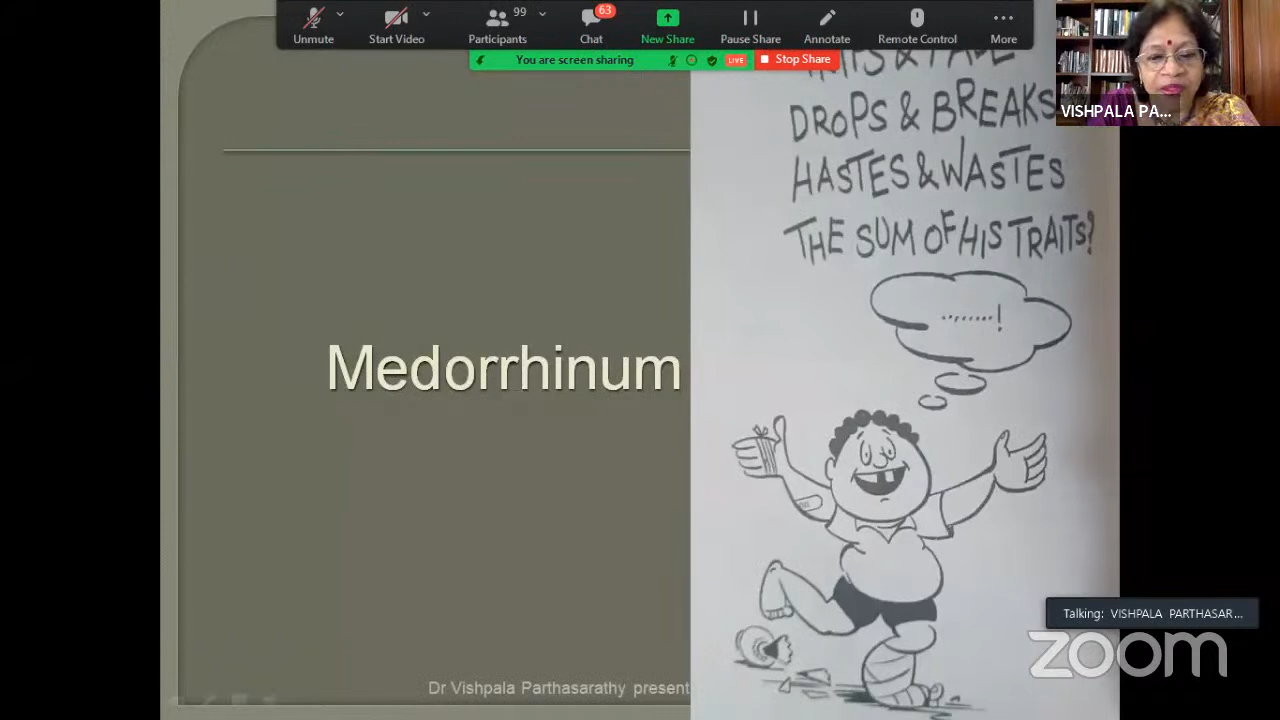 99
63
Unmute
Start Video
Participants
Chat
New Share
Pause Share
Annotate
Remote Control
More
You are screen sharing
LIVE
Stop Share
VISHPALA PA...
DROPS & BREAKS
HASTES & WASTES
THE SUM OF HIS TRAITS?
........!
Medorrhinum
Talking: VISHPALA PARTHASAR...
zoom
Dr Vishpala Parthasarathy present